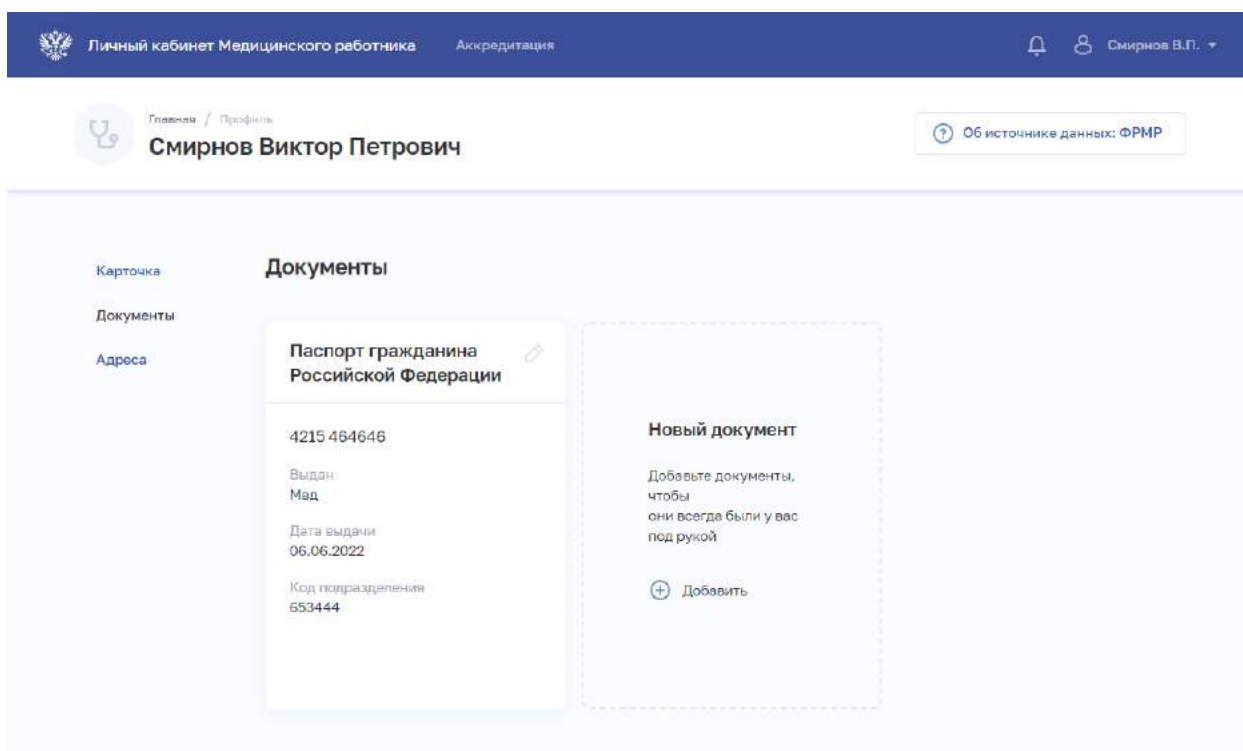 Личный кабинет Медицинского работника Аккредитация Смирнов В.П.
Главная / Профиль
Смирнов Виктор Петрович
Об источнике данных: ФРМР
Карточка
Документы
Адреса
Документы
Паспорт гражданина
Российской Федерации
4215 464646
Выдан
Мвд
Дата выдачи
06.06.2022
Код подразделения
653444
Новый документ
Добавьте документы,
чтобы
они всегда были у вас
под рукой
Добавить